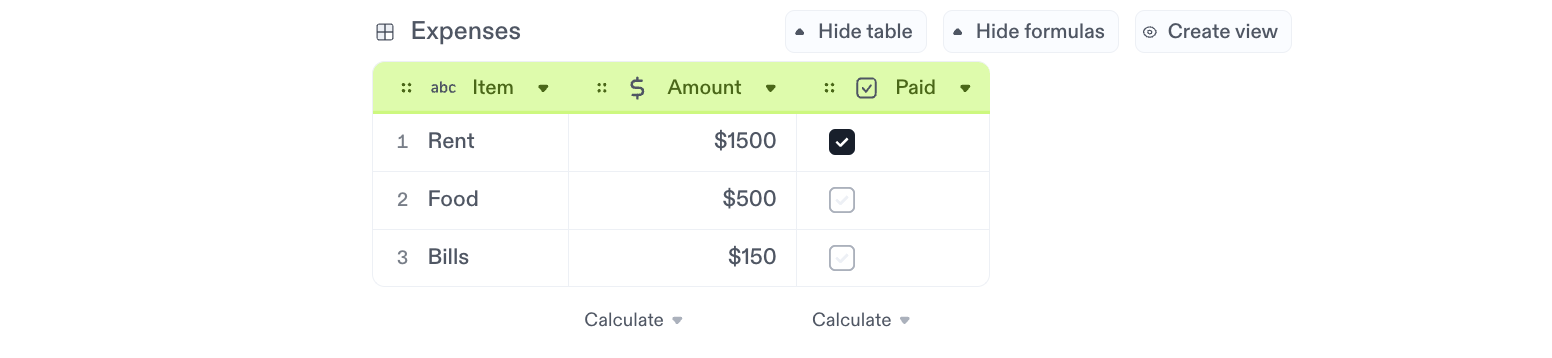 Expenses Hide table Hide formulas Create view
abc Item $ Amount Paid
1 Rent $1500
2 Food $500
3 Bills $150
Calculate Calculate